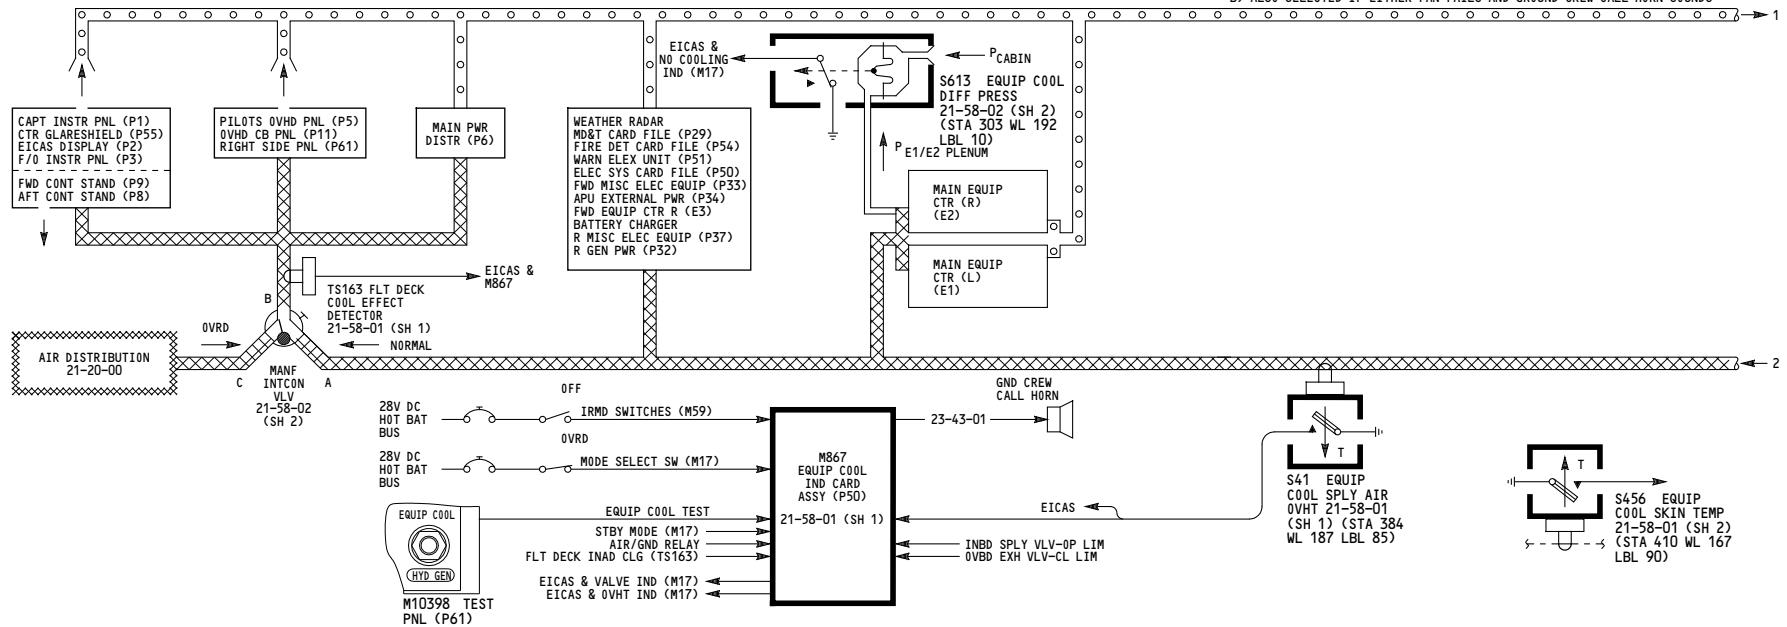 1
EICAS &
NO COOLING
IND (M17)
P CABIN
S613 EQUIP COOL
DIFF PRESS
21-58-02 (SH 2)
(STA 303 WL 192
LBL 10)
P E1/E2 PLENUM
CAPT INSTR PNL (P1)
CTR GLARESHIELD (P55)
EICAS DISPLAY (P2)
F/O INSTR PNL (P3)
FWD CONT STAND (P9)
AFT CONT STAND (P8)
PILOTS OVHD PNL (P5)
OVHD CB PNL (P11)
RIGHT SIDE PNL (P61)
MAIN PWR
DISTR (P6)
WEATHER RADAR
MD&T CARD FILE (P29)
FIRE DET CARD FILE (P54)
WARN ELEX UNIT (P51)
ELEC SYS CARD FILE (P50)
FWD MISC ELEC EQUIP (P33)
APU EXTERNAL PWR (P34)
FWD EQUIP CTR R (E3)
BATTERY CHARGER
R MISC ELEC EQUIP (P37)
R GEN PWR (P32)
MAIN EQUIP
CTR (R)
(E2)
MAIN EQUIP
CTR (L)
(E1)
EICAS &
M867
TS163 FLT DECK
COOL EFFECT
DETECTOR
21-58-01 (SH 1)
B
OVRD
NORMAL
AIR DISTRIBUTION
21-20-00
C
A
MANF
INTCON
VLV
21-58-02
(SH 2)
2
OFF
28V DC
HOT BAT
BUS
IRMD SWITCHES (M59)
OVRD
28V DC
HOT BAT
BUS
MODE SELECT SW (M17)
EQUIP COOL
HYD GEN
M10398 TEST
PNL (P61)
EQUIP COOL TEST
STBY MODE (M17)
AIR/GND RELAY
FLT DECK INAD CLG (TS163)
EICAS & VALVE IND (M17)
EICAS & OVHT IND (M17)
M867
EQUIP COOL
IND CARD
ASSY (P50)
21-58-01 (SH 1)
23-43-01
GND CREW
CALL HORN
EICAS
INBD SPLY VLV-OP LIM
OVBD EXH VLV-CL LIM
T
S41 EQUIP
COOL SPLY AIR
OVHT 21-58-01
(SH 1) (STA 384
WL 187 LBL 85)
T
S456 EQUIP
COOL SKIN TEMP
21-58-01 (SH 2)
(STA 410 WL 167
LBL 90)